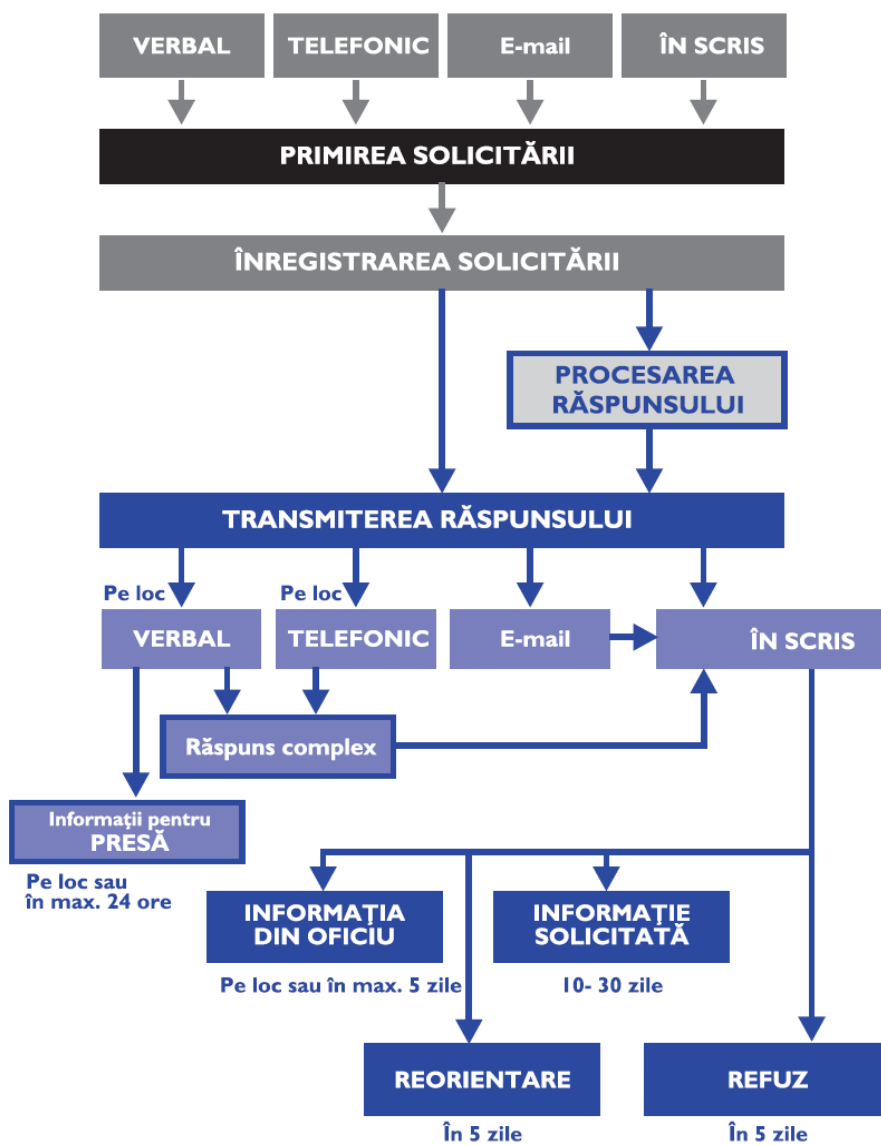 VERBAL
TELEFONIC
E-mail
ÎN SCRIS
PRIMIREA SOLICITĂRII
ÎNREGISTRAREA SOLICITĂRII
PROCESAREA
RĂSPUNSULUI
TRANSMITEREA RĂSPUNSULUI
Pe loc
Pe loc
VERBAL
TELEFONIC
E-mail
ÎN SCRIS
Răspuns complex
Informații pentru
PRESĂ
Pe loc sau
în max. 24 ore
INFORMAȚIA
DIN OFICIU
INFORMAȚIE
SOLICITATĂ
Pe loc sau în max. 5 zile
10- 30 zile
REORIENTARE
REFUZ
În 5 zile
În 5 zile